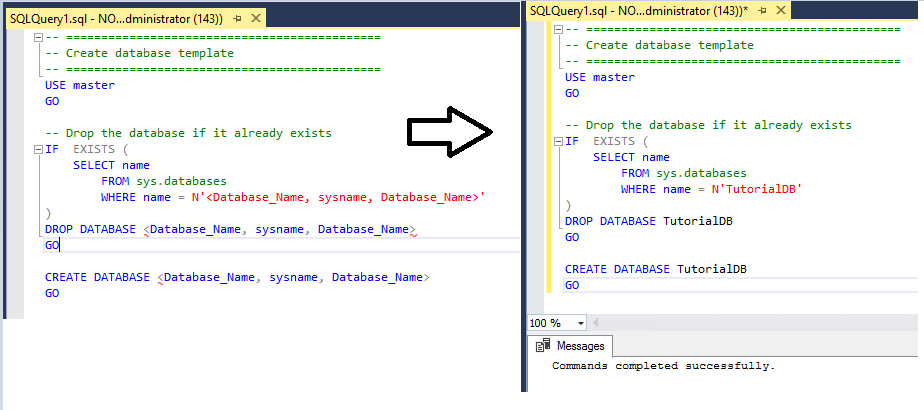 SQLQuery1.sql - NO...dministrator (143))
-- =============================================
-- Create database template
-- =============================================
USE master
GO
-- Drop the database if it already exists
IF  EXISTS (
SELECT name
FROM sys.databases
WHERE name = N'<Database_Name, sysname, Database_Name>'
)
DROP DATABASE <Database_Name, sysname, Database_Name>
GO
CREATE DATABASE <Database_Name, sysname, Database_Name>
GO
SQLQuery1.sql - NO...dministrator (143))*
-- =============================================
-- Create database template
-- =============================================
USE master
GO
-- Drop the database if it already exists
IF  EXISTS (
SELECT name
FROM sys.databases
WHERE name = N'TutorialDB'
)
DROP DATABASE TutorialDB
GO
CREATE DATABASE TutorialDB
GO
100 %
Messages
Commands completed successfully.